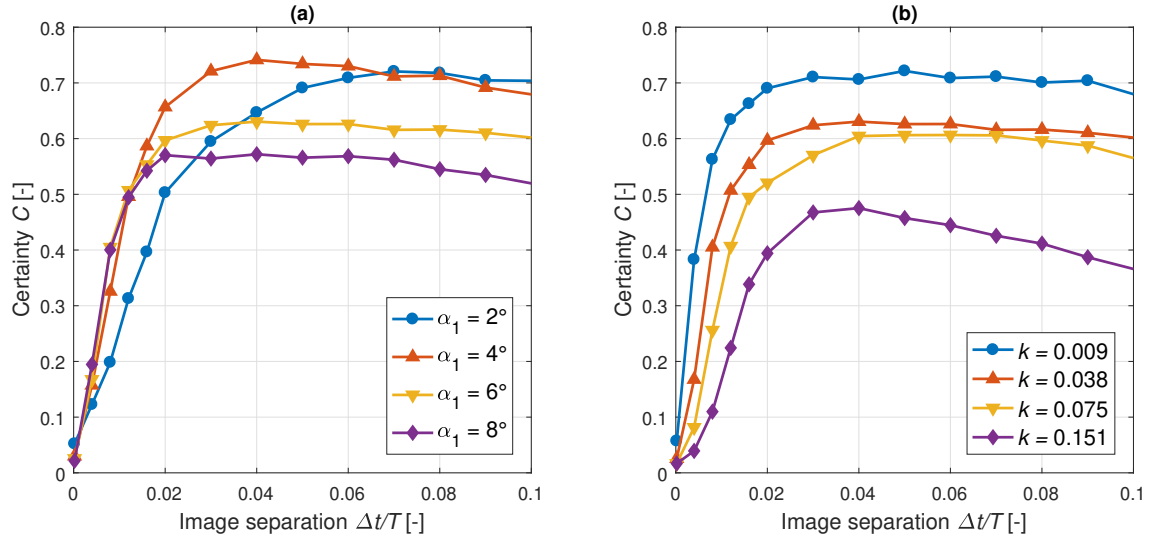 (a)
0.8
0.7
0.6
0.5
0.4
0.3
0.2
0.1
0
Certainty C [-]
0 0.02 0.04 0.06 0.08 0.1
Image separation Δt/T [-]
α₁ = 2°
α₁ = 4°
α₁ = 6°
α₁ = 8°
(b)
0.8
0.7
0.6
0.5
0.4
0.3
0.2
0.1
0
Certainty C [-]
0 0.02 0.04 0.06 0.08 0.1
Image separation Δt/T [-]
k = 0.009
k = 0.038
k = 0.075
k = 0.151